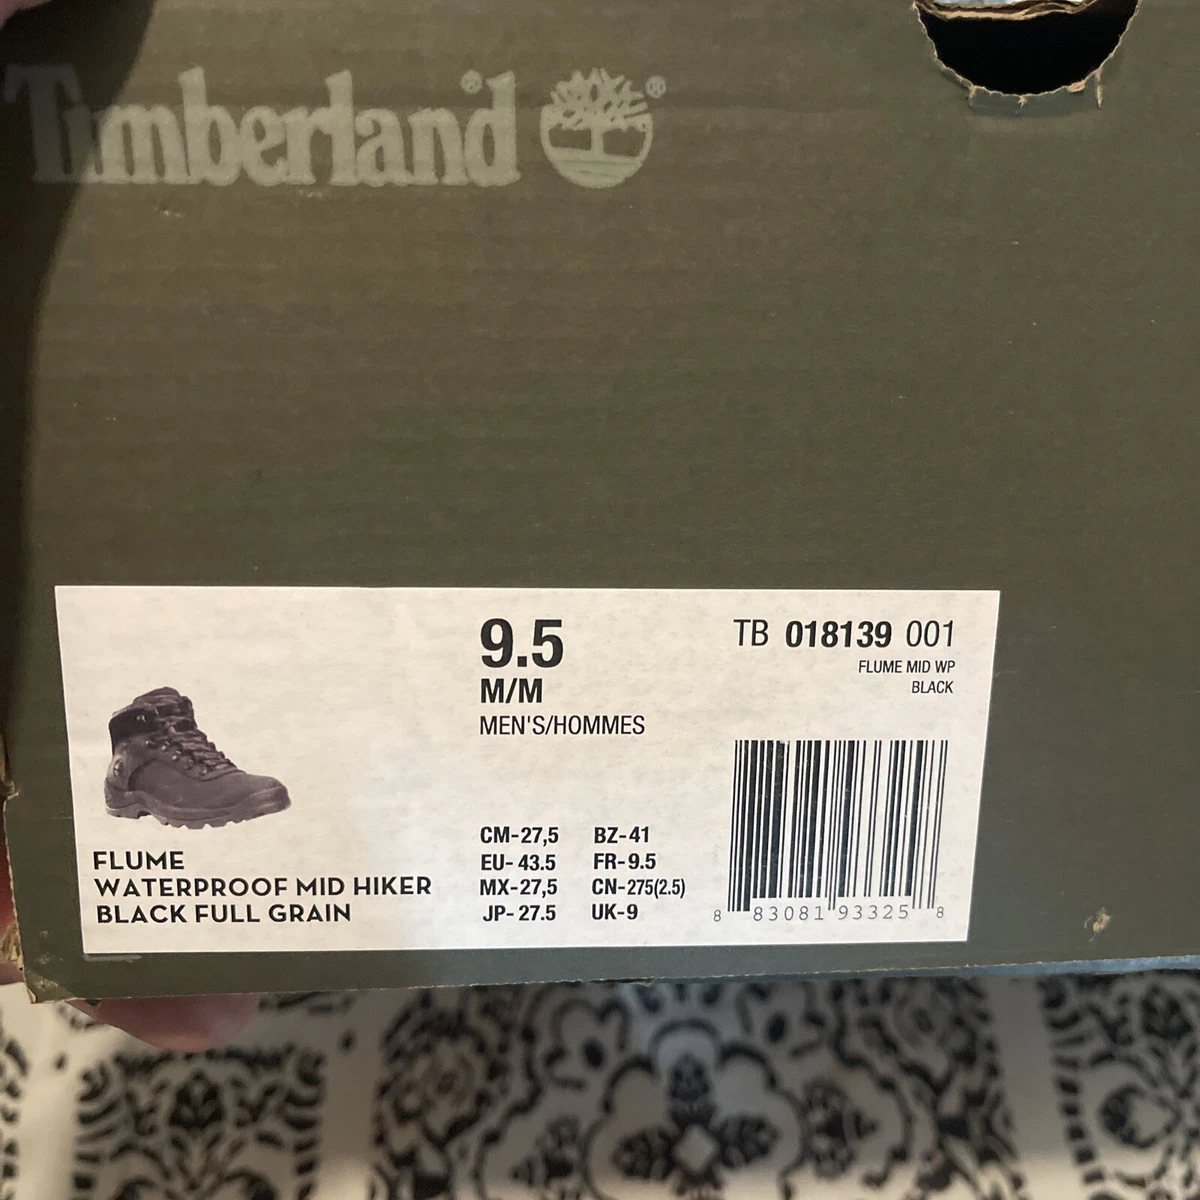 Timberland® ®
9.5
M/M
MEN'S/HOMMES
TB 018139 001
FLUME MID WP
BLACK
FLUME
WATERPROOF MID HIKER
BLACK FULL GRAIN
CM-27,5 BZ-41
EU- 43.5 FR-9.5
MX-27,5 CN-275(2.5)
JP- 27.5 UK-9
8 83081 93325 8